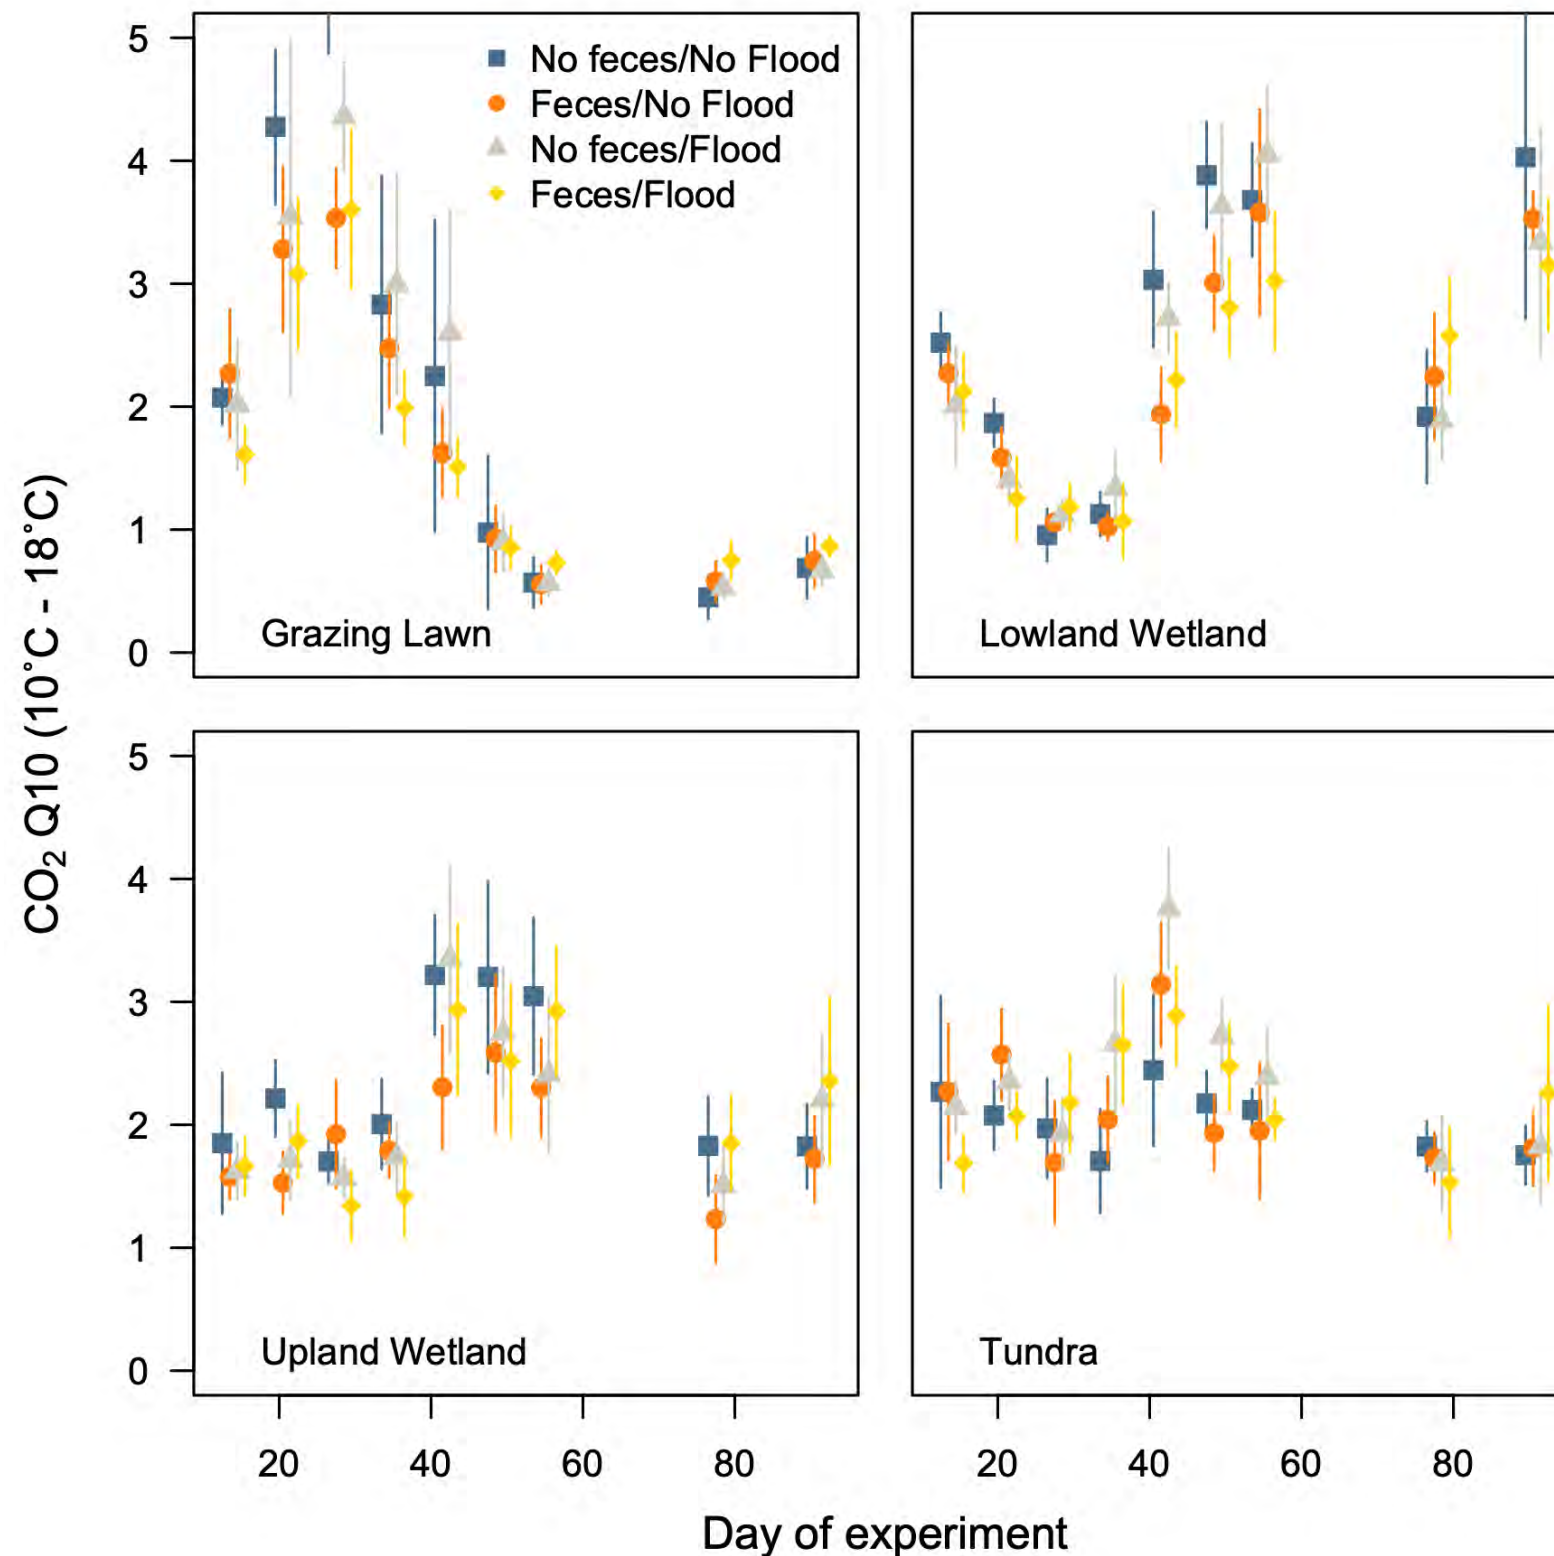 CO₂ Q10 (10˚C - 18˚C)
5
4
3
2
1
0
No feces/No Flood
Feces/No Flood
No feces/Flood
Feces/Flood
Grazing Lawn
Lowland Wetland
5
4
3
2
1
0
Upland Wetland
Tundra
20 40 60 80
20 40 60 80
Day of experiment